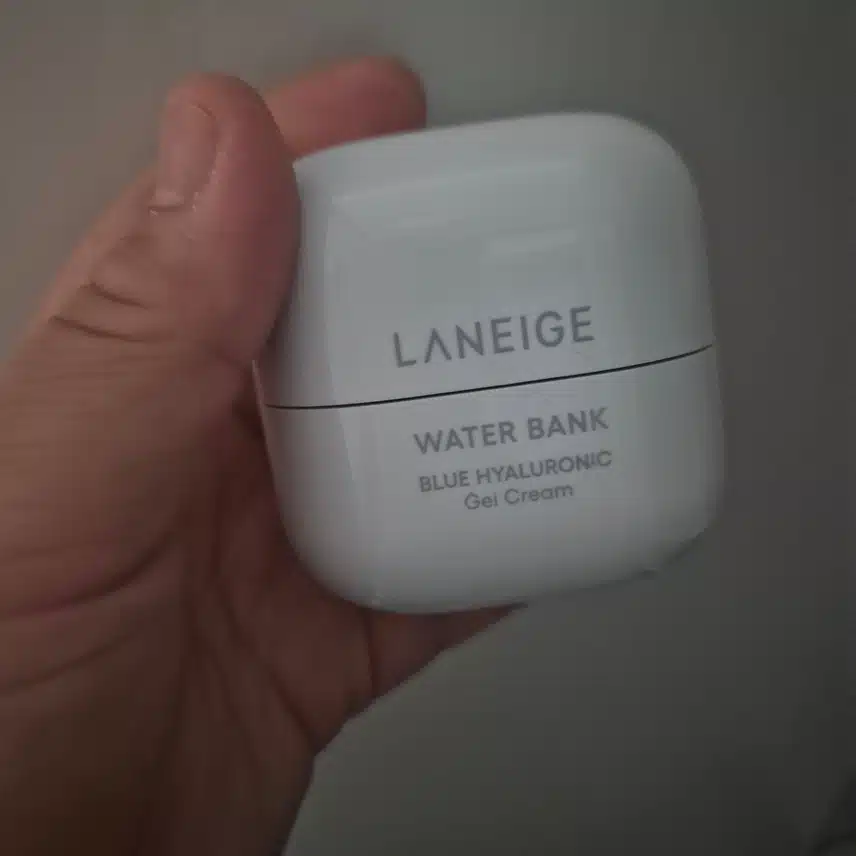 LANEIGE
WATER BANK
BLUE HYALURONIC
Gel Cream